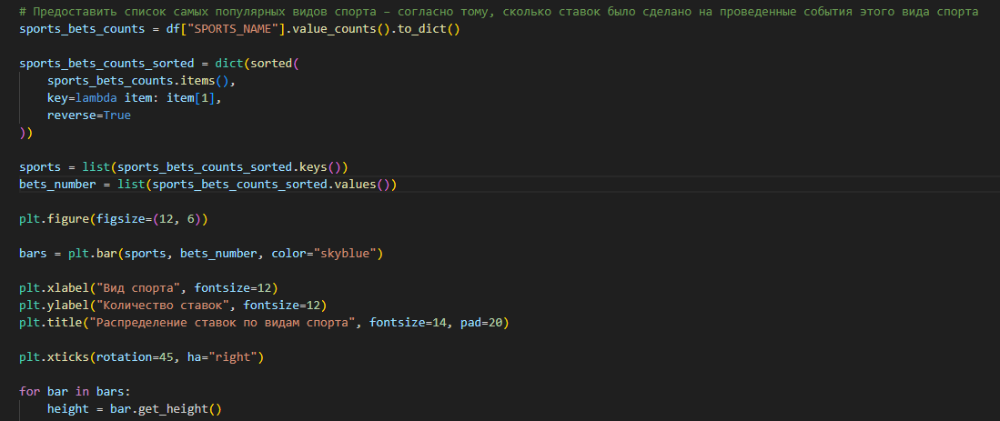 # Предоставить список самых популярных видов спорта – согласно тому, сколько ставок было сделано на проведенные события этого вида спорта
sports_bets_counts = df["SPORTS_NAME"].value_counts().to_dict()
sports_bets_counts_sorted = dict(sorted(
    sports_bets_counts.items(),
    key=lambda item: item[1],
    reverse=True
))
sports = list(sports_bets_counts_sorted.keys())
bets_number = list(sports_bets_counts_sorted.values())
plt.figure(figsize=(12, 6))
bars = plt.bar(sports, bets_number, color="skyblue")
plt.xlabel("Вид спорта", fontsize=12)
plt.ylabel("Количество ставок", fontsize=12)
plt.title("Распределение ставок по видам спорта", fontsize=14, pad=20)
plt.xticks(rotation=45, ha="right")
for bar in bars:
    height = bar.get_height()